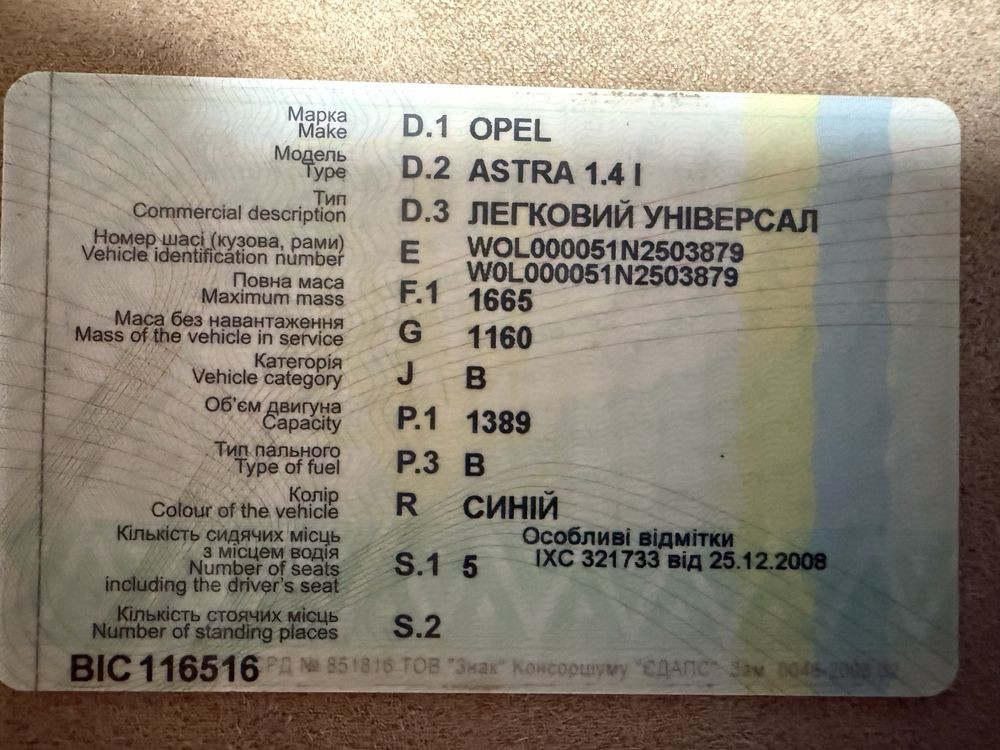 Марка
Make D.1 OPEL
Модель
Type D.2 ASTRA 1.4 I
Тип
Commercial description D.3 ЛЕГКОВИЙ УНІВЕРСАЛ
Номер шасі (кузова, рами)
Vehicle identification number E WOL000051N2503879
W0L000051N2503879
Повна маса
Maximum mass F.1 1665
Маса без навантаження
Mass of the vehicle in service G 1160
Категорія
Vehicle category J B
Об'єм двигуна
Capacity P.1 1389
Тип пального
Type of fuel P.3 B
Колір
Colour of the vehicle R СИНІЙ
Кількість сидячих місць
з місцем водія
Number of seats
including the driver's seat S.1 5
Особливі відмітки
ІХС 321733 від 25.12.2008
Кількість стоячих місць
Number of standing places S.2
ВІС 116516 РД № 851816 ТОВ "Знак" Консорціуму "ЄДАПС" Зам.